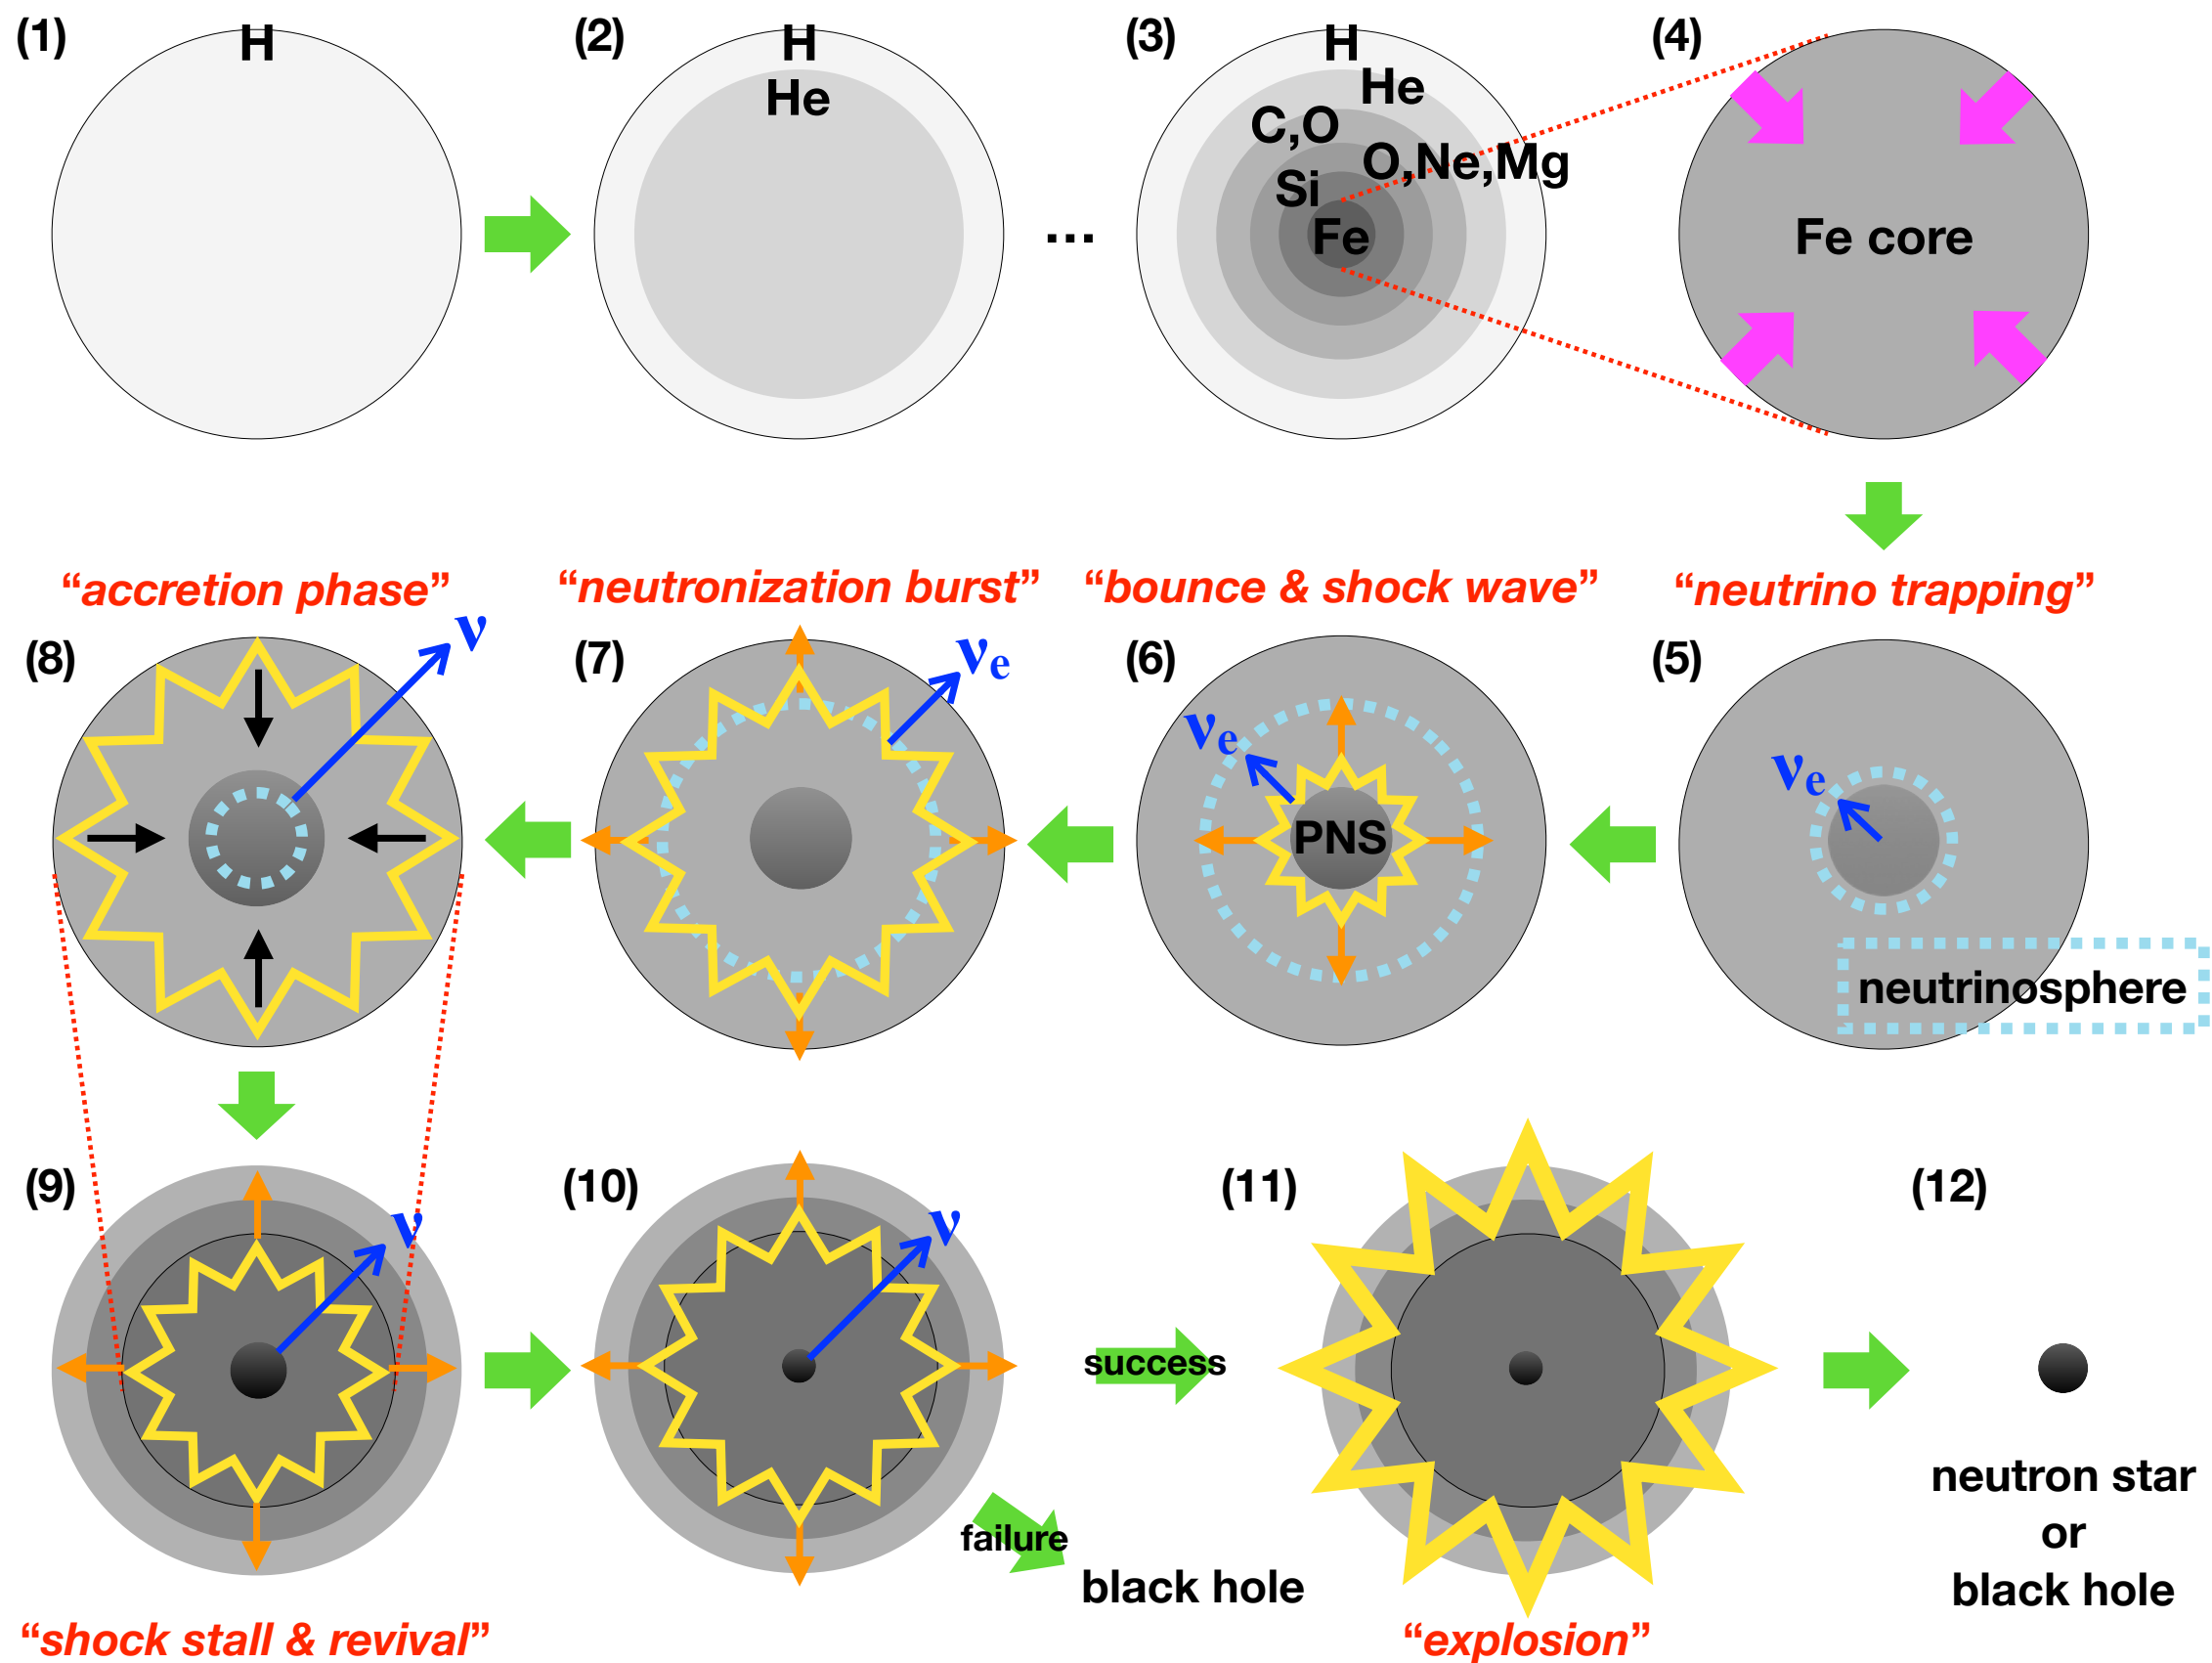 (1)
H
(2)
H
He
...
(3)
H
He
C,O
O,Ne,Mg
Si
Fe
(4)
Fe core
“accretion phase”
“neutronization burst”
“bounce & shock wave”
“neutrino trapping”
(8)
ν
(7)
νe
(6)
νe
PNS
(5)
νe
neutrinosphere
(9)
ν
(10)
ν
success
failure
black hole
(11)
(12)
neutron star
or
black hole
“shock stall & revival”
“explosion”